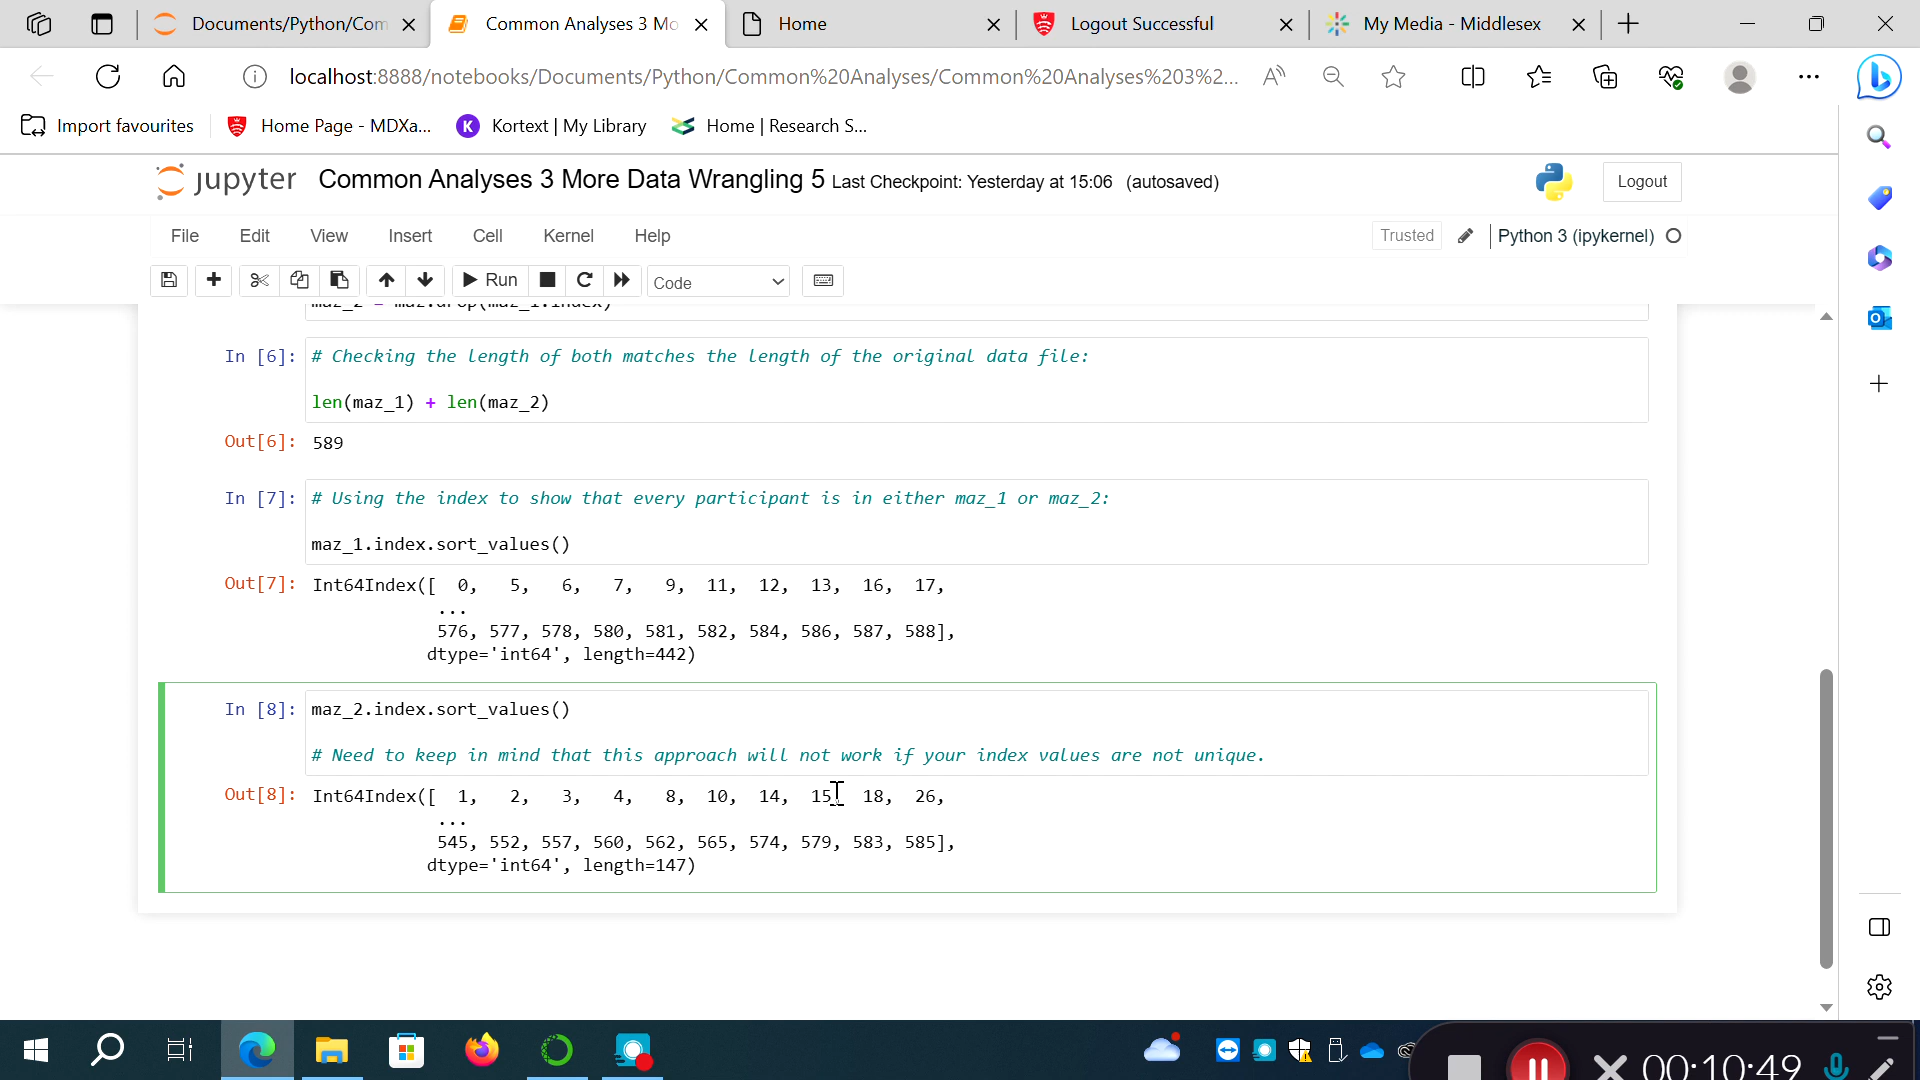 Documents/Python/Com
Common Analyses 3 Mo
Home
Logout Successful
My Media - Middlesex
localhost:8888/notebooks/Documents/Python/Common%20Analyses/Common%20Analyses%203%2...
Import favourites
Home Page - MDXa...
K Kortext | My Library
Home | Research S...
jupyter Common Analyses 3 More Data Wrangling 5 Last Checkpoint: Yesterday at 15:06 (autosaved)
Logout
File Edit View Insert Cell Kernel Help
Trusted Python 3 (ipykernel)
Run Code
maz_2 = maz.drop(maz_1.index)
In [6]: # Checking the length of both matches the length of the original data file:
len(maz_1) + len(maz_2)
Out[6]: 589
In [7]: # Using the index to show that every participant is in either maz_1 or maz_2:
maz_1.index.sort_values()
Out[7]: Int64Index([ 0, 5, 6, 7, 9, 11, 12, 13, 16, 17,
...
576, 577, 578, 580, 581, 582, 584, 586, 587, 588],
dtype='int64', length=442)
In [8]: maz_2.index.sort_values()
# Need to keep in mind that this approach will not work if your index values are not unique.
Out[8]: Int64Index([ 1, 2, 3, 4, 8, 10, 14, 15, 18, 26,
...
545, 552, 557, 560, 562, 565, 574, 579, 583, 585],
dtype='int64', length=147)
00:10:49